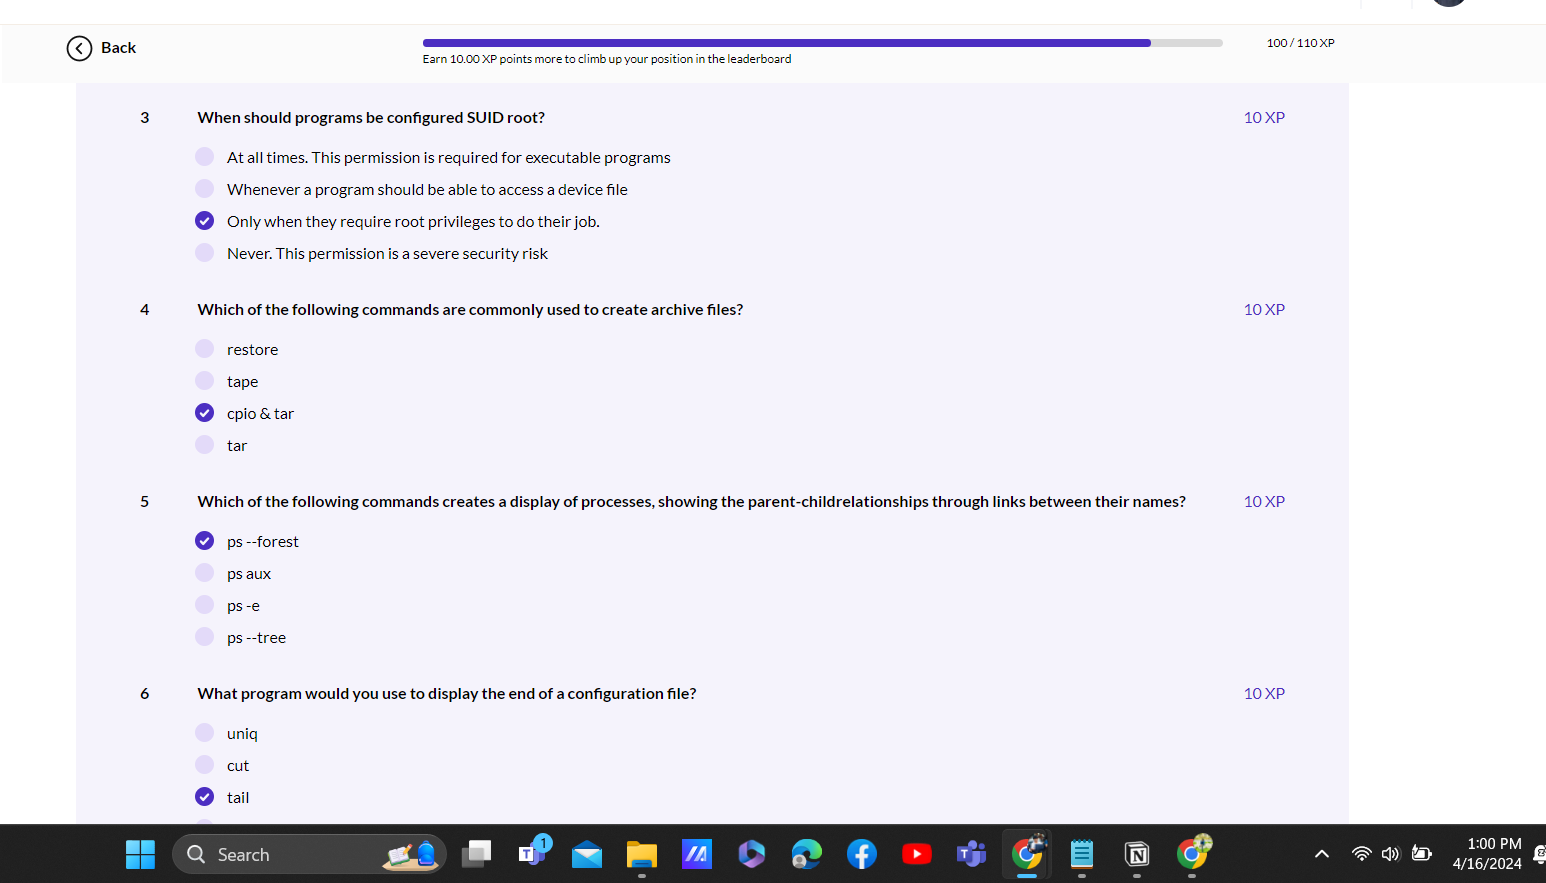 Back
100 / 110 XP
Earn 10.00 XP points more to climb up your position in the leaderboard
3 When should programs be configured SUID root? 10 XP
At all times. This permission is required for executable programs
Whenever a program should be able to access a device file
Only when they require root privileges to do their job.
Never. This permission is a severe security risk
4 Which of the following commands are commonly used to create archive files? 10 XP
restore
tape
cpio & tar
tar
5 Which of the following commands creates a display of processes, showing the parent-childrelationships through links between their names? 10 XP
ps --forest
ps aux
ps -e
ps --tree
6 What program would you use to display the end of a configuration file? 10 XP
uniq
cut
tail
Search
1
1:00 PM
4/16/2024